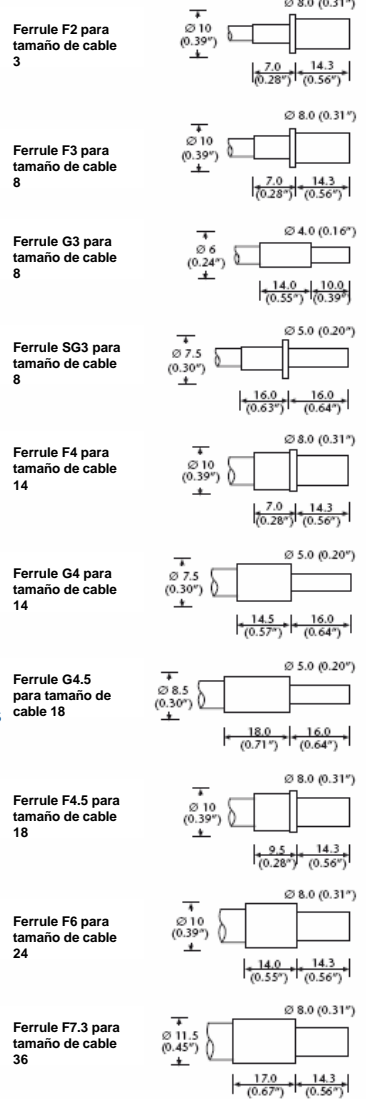 Ø 8.0 (0.31")
Ferrule F2 para
tamaño de cable
3
Ø 10
(0.39")
7.0 14.3
(0.28") (0.56")
Ø 8.0 (0.31")
Ferrule F3 para
tamaño de cable
8
Ø 10
(0.39")
7.0 14.3
(0.28") (0.56")
Ø 4.0 (0.16")
Ferrule G3 para
tamaño de cable
8
Ø 6
(0.24")
14.0 10.0
(0.55") (0.39")
Ø 5.0 (0.20")
Ferrule SG3 para
tamaño de cable
8
Ø 7.5
(0.30")
16.0 16.0
(0.63") (0.64")
Ø 8.0 (0.31")
Ferrule F4 para
tamaño de cable
14
Ø 10
(0.39")
7.0 14.3
(0.28") (0.56")
Ø 5.0 (0.20")
Ferrule G4 para
tamaño de cable
14
Ø 7.5
(0.30")
14.5 16.0
(0.57") (0.64")
Ø 5.0 (0.20")
Ferrule G4.5
para tamaño de
cable 18
Ø 8.5
(0.30")
18.0 16.0
(0.71") (0.64")
Ø 8.0 (0.31")
Ferrule F4.5 para
tamaño de cable
18
Ø 10
(0.39")
9.5 14.3
(0.28") (0.56")
Ø 8.0 (0.31")
Ferrule F6 para
tamaño de cable
24
Ø 10
(0.39")
14.0 14.3
(0.55") (0.56")
Ø 8.0 (0.31")
Ferrule F7.3 para
tamaño de cable
36
Ø 11.5
(0.45")
17.0 14.3
(0.67") (0.56")